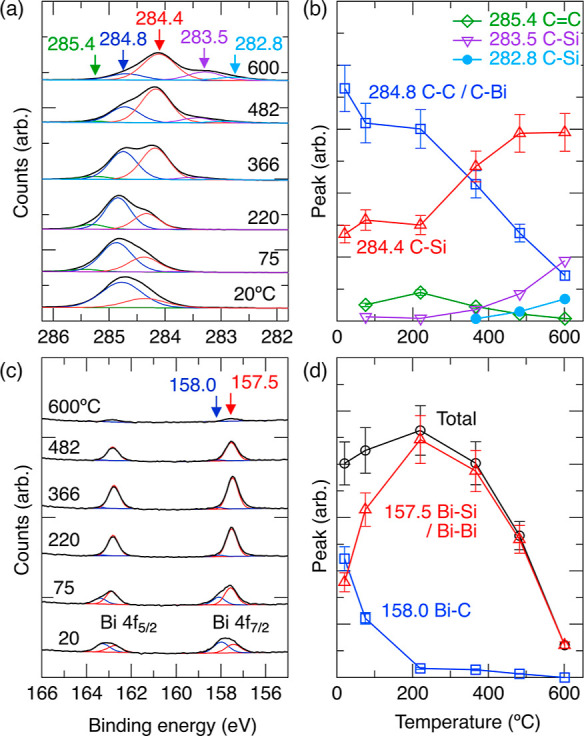 (a)
284.4
285.4
284.8
283.5
282.8
600
482
366
220
75
20ºC
Counts (arb.)
286 285 284 283 282
(b)
285.4 C=C
283.5 C-Si
282.8 C-Si
284.8 C-C / C-Bi
284.4 C-Si
Peak (arb.)
0 200 400 600
(c)
158.0
157.5
600ºC
482
366
220
75
20
Bi 4f5/2
Bi 4f7/2
Counts (arb.)
166 164 162 160 158 156
Binding energy (eV)
(d)
Total
157.5 Bi-Si
/ Bi-Bi
158.0 Bi-C
Peak (arb.)
0 200 400 600
Temperature (ºC)